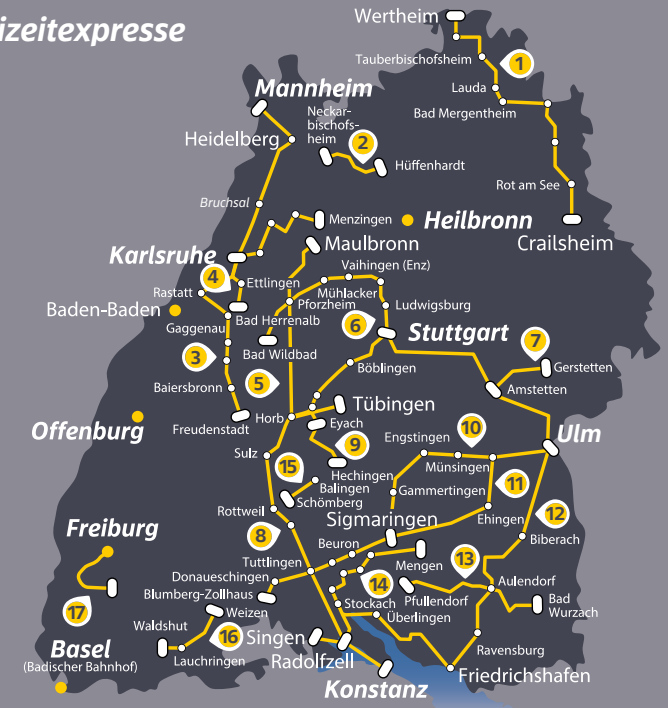 izeitexpresse
Wertheim
Tauberbischofsheim
1
Lauda
Bad Mergentheim
Mannheim
Neckar-
bischofs-
heim
2
Heidelberg
Hüffenhardt
Rot am See
Bruchsal
Menzingen
Heilbronn
Crailsheim
Maulbronn
Karlsruhe
Vaihingen (Enz)
4
Ettlingen
Mühlacker
Rastatt
Pforzheim
Ludwigsburg
Baden-Baden
Bad Herrenalb
6
Stuttgart
7
Gaggenau
Bad Wildbad
3
Böblingen
Gerstetten
5
Baiersbronn
Amstetten
Tübingen
Freudenstadt
Horb
Eyach
10
Offenburg
Engstingen
Ulm
9
Sulz
Münsingen
15
Hechingen
Balingen
11
Gammertingen
Schömberg
Rottweil
Sigmaringen
Ehingen
12
Freiburg
8
Beuron
Biberach
Tuttlingen
13
Mengen
Donaueschingen
14
Aulendorf
Blumberg-Zollhaus
Pfullendorf
17
Weizen
Stockach
Bad
Wurzach
Überlingen
Waldshut
16
Singen
Basel
(Badischer Bahnhof)
Lauchringen
Radolfzell
Ravensburg
Friedrichshafen
Konstanz